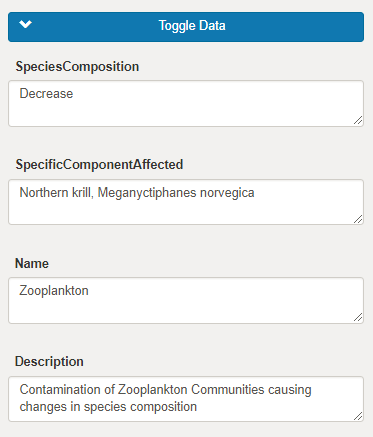 Toggle Data
SpeciesComposition
Decrease
SpecificComponentAffected
Northern krill, Meganyctiphanes norvegica
Name
Zooplankton
Description
Contamination of Zooplankton Communities causing
changes in species composition